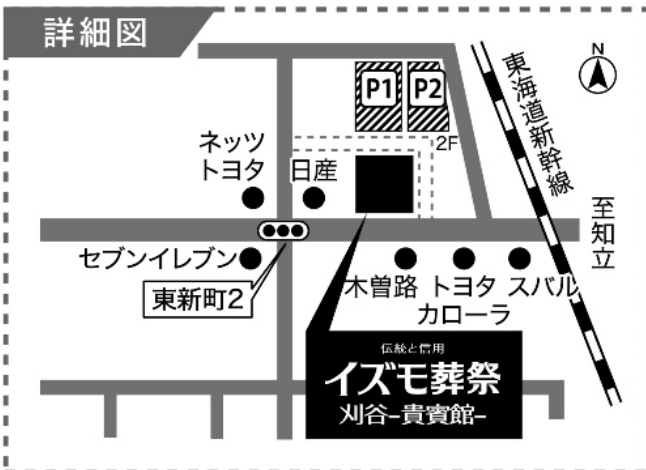 詳細図
N
P1
P2
2F
東海道新幹線
至知立
ネッツ
トヨタ
日産
セブンイレブン
東新町2
木曽路
トヨタ
カローラ
スバル
伝統と信用
イズモ葬祭
刈谷-貴賓館-